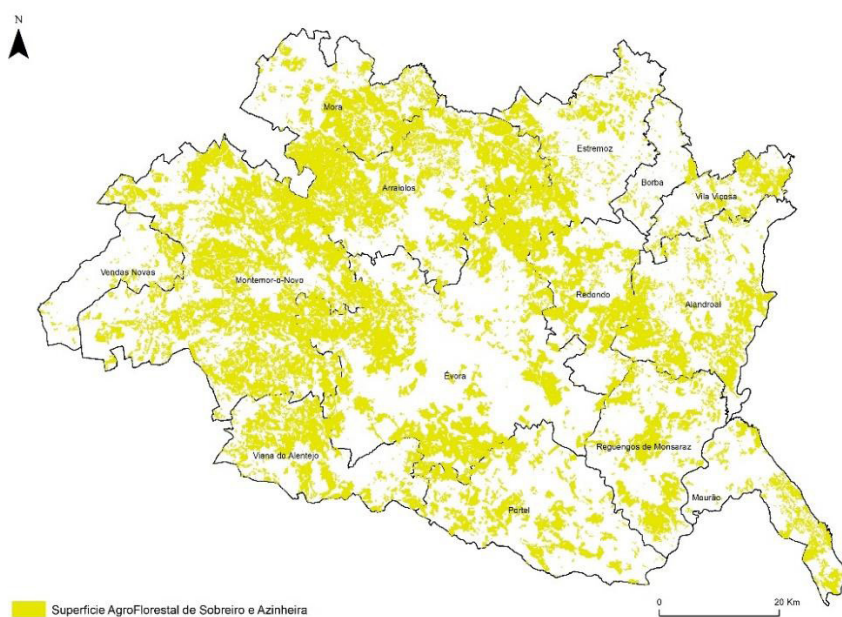 N
Mora
Estremoz
Arraiolos
Borba
Vila Viçosa
Vendas Novas
Montemor-o-Novo
Redondo
Alandroal
Évora
Reguengos de Monsaraz
Viana do Alentejo
Mourão
Portel
Superfície AgroFlorestal de Sobreiro e Azinheira
0 20 Km